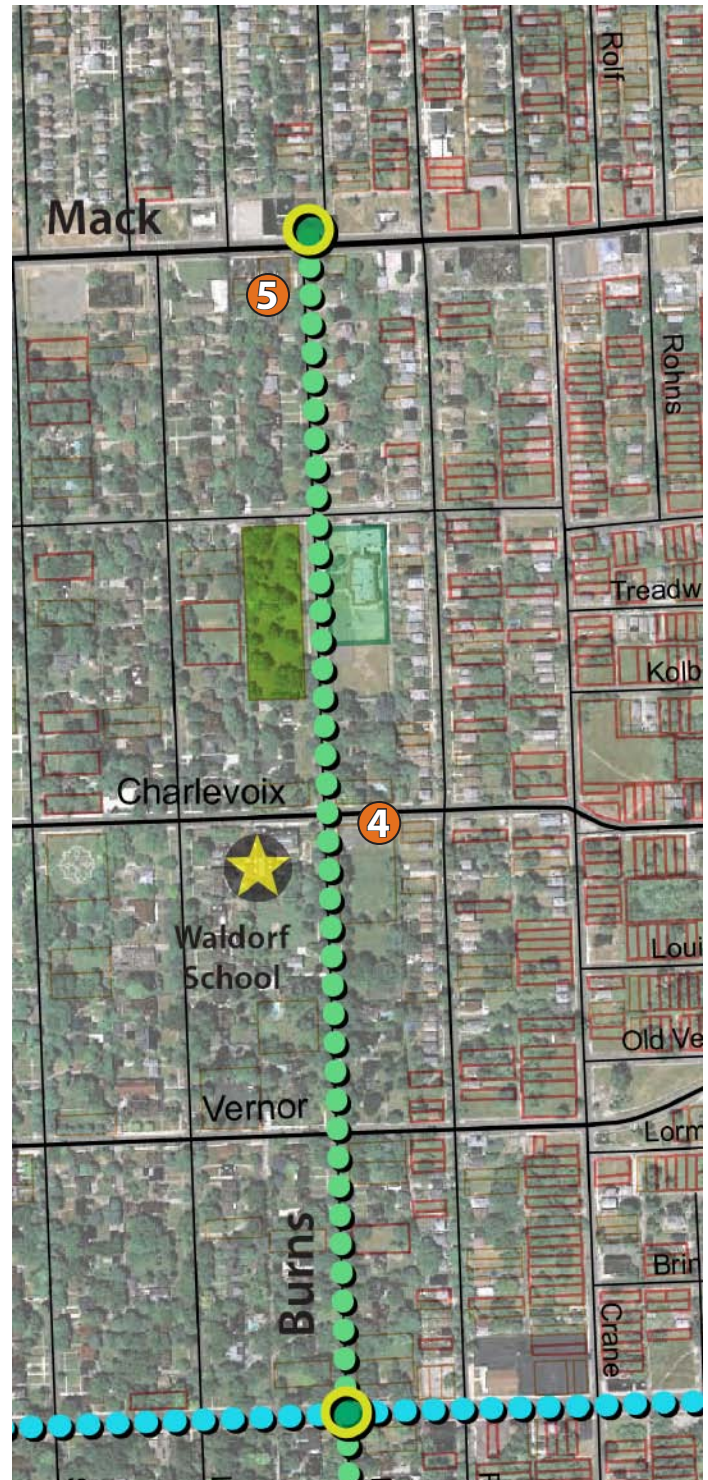 Rolf
Mack
5
Rohns
Treadw
Kolb
Charlevoix
4
Waldorf
School
Loui
Old Ve
Vernor
Lorm
Burns
Brin
Crane